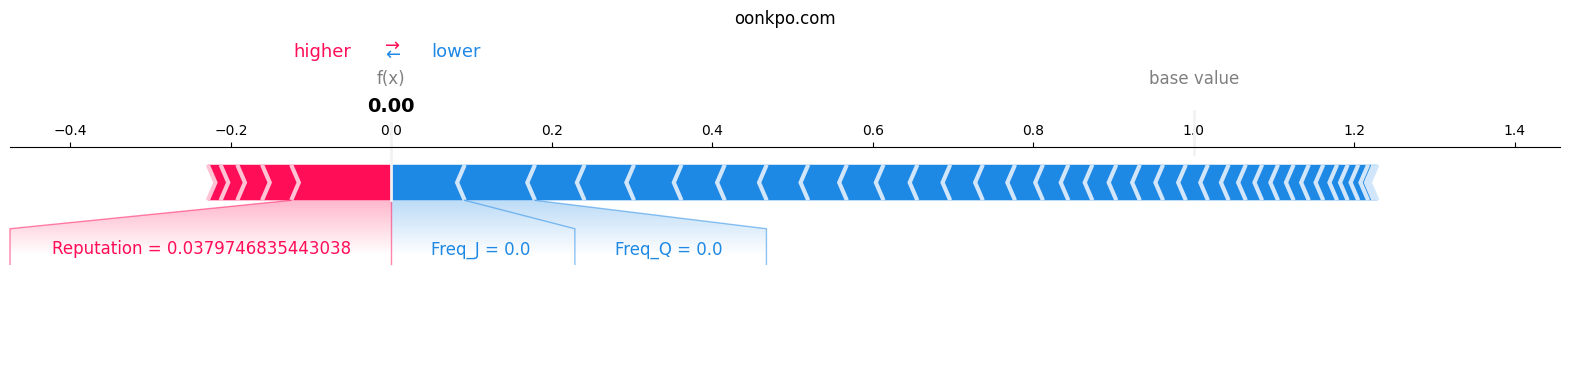 oonkpo.com
higher ⇄ lower
f(x) base value
0.00
−0.4 −0.2 0.0 0.2 0.4 0.6 0.8 1.0 1.2 1.4
Reputation = 0.0379746835443038 Freq_J = 0.0 Freq_Q = 0.0